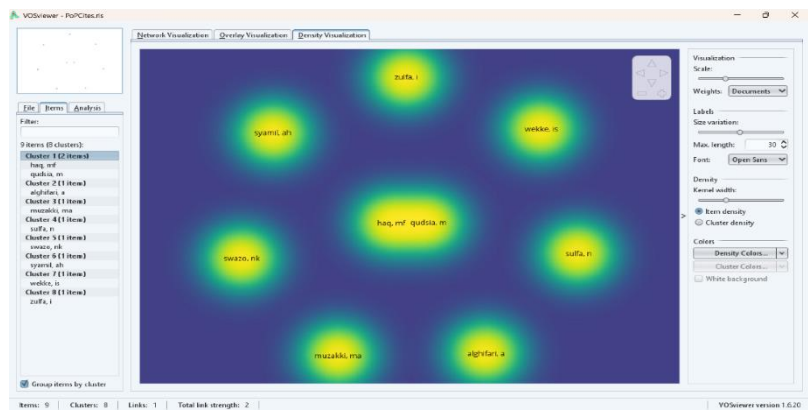 VOSviewer - PoPCites.ris
Network Visualization Overlay Visualization Density Visualization
File Items Analysis
Filter:
9 items (8 clusters):
Cluster 1 (2 items)
haq, mf
qudsia, m
Cluster 2 (1 item)
alghifari, a
Cluster 3 (1 item)
muzakki, ma
Cluster 4 (1 item)
sulfa, n
Cluster 5 (1 item)
swazo, nk
Cluster 6 (1 item)
syamil, ah
Cluster 7 (1 item)
wekke, is
Cluster 8 (1 item)
zulfa, i
Group items by cluster
zulfa, i
syamil, ah
wekke, is
haq, mf qudsia, m
swazo, nk
sulfa, n
muzakki, ma
alghifari, a
Visualization
Scale:
Weights: Documents
Labels
Size variation:
Max. length: 30
Font: Open Sans
Density
Kernel width:
Item density
Cluster density
Colors
Density Colors...
Cluster Colors...
White background
Items: 9 Clusters: 8 Links: 1 Total link strength: 2 VOSviewer version 1.6.20